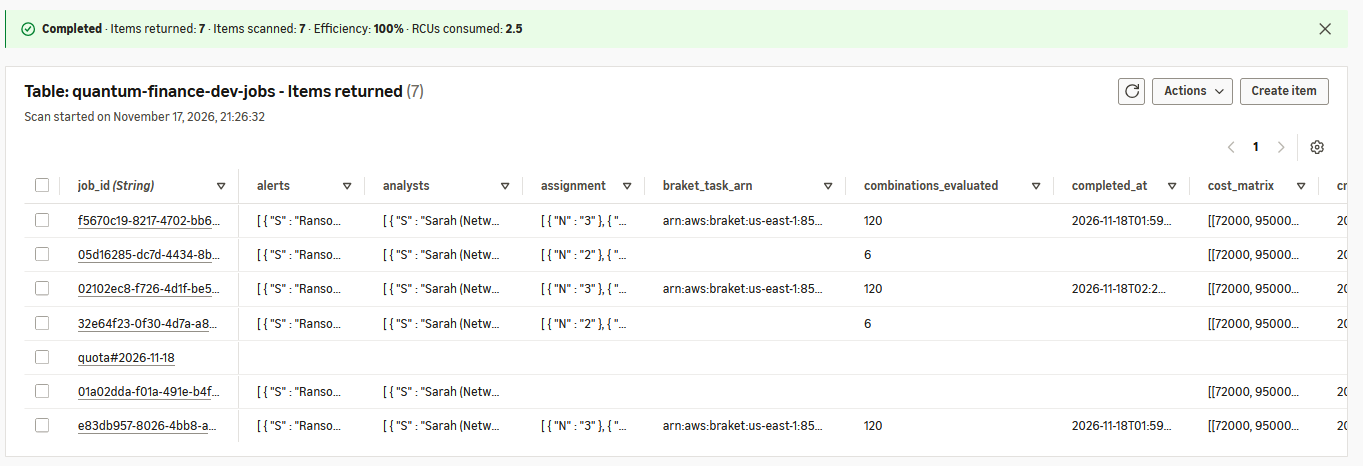 Completed · Items returned: 7 · Items scanned: 7 · Efficiency: 100% · RCUs consumed: 2.5
Table: quantum-finance-dev-jobs - Items returned (7)
Actions
Create item
Scan started on November 17, 2026, 21:26:32
1
job_id (String) alerts analysts assignment braket_task_arn combinations_evaluated completed_at cost_matrix cr
f5670c19-8217-4702-bb6... [ { "S" : "Ranso... [ { "S" : "Sarah (Netw... [ { "N" : "3" }, { "... arn:aws:braket:us-east-1:85... 120 2026-11-18T01:59... [[72000, 95000... 20
05d16285-dc7d-4434-8b... [ { "S" : "Ranso... [ { "S" : "Sarah (Netw... [ { "N" : "2" }, { "... 6 [[72000, 95000... 20
02102ec8-f726-4d1f-be5... [ { "S" : "Ranso... [ { "S" : "Sarah (Netw... [ { "N" : "3" }, { "... arn:aws:braket:us-east-1:85... 120 2026-11-18T02:2... [[72000, 95000... 20
32e64f23-0f30-4d7a-a8... [ { "S" : "Ranso... [ { "S" : "Sarah (Netw... [ { "N" : "2" }, { "... 6 [[72000, 95000... 20
quota#2026-11-18
01a02dda-f01a-491e-b4f... [ { "S" : "Ranso... [ { "S" : "Sarah (Netw... [[72000, 95000... 20
e83db957-8026-4bb8-a... [ { "S" : "Ranso... [ { "S" : "Sarah (Netw... [ { "N" : "3" }, { "... arn:aws:braket:us-east-1:85... 120 2026-11-18T01:59... [[72000, 95000... 20